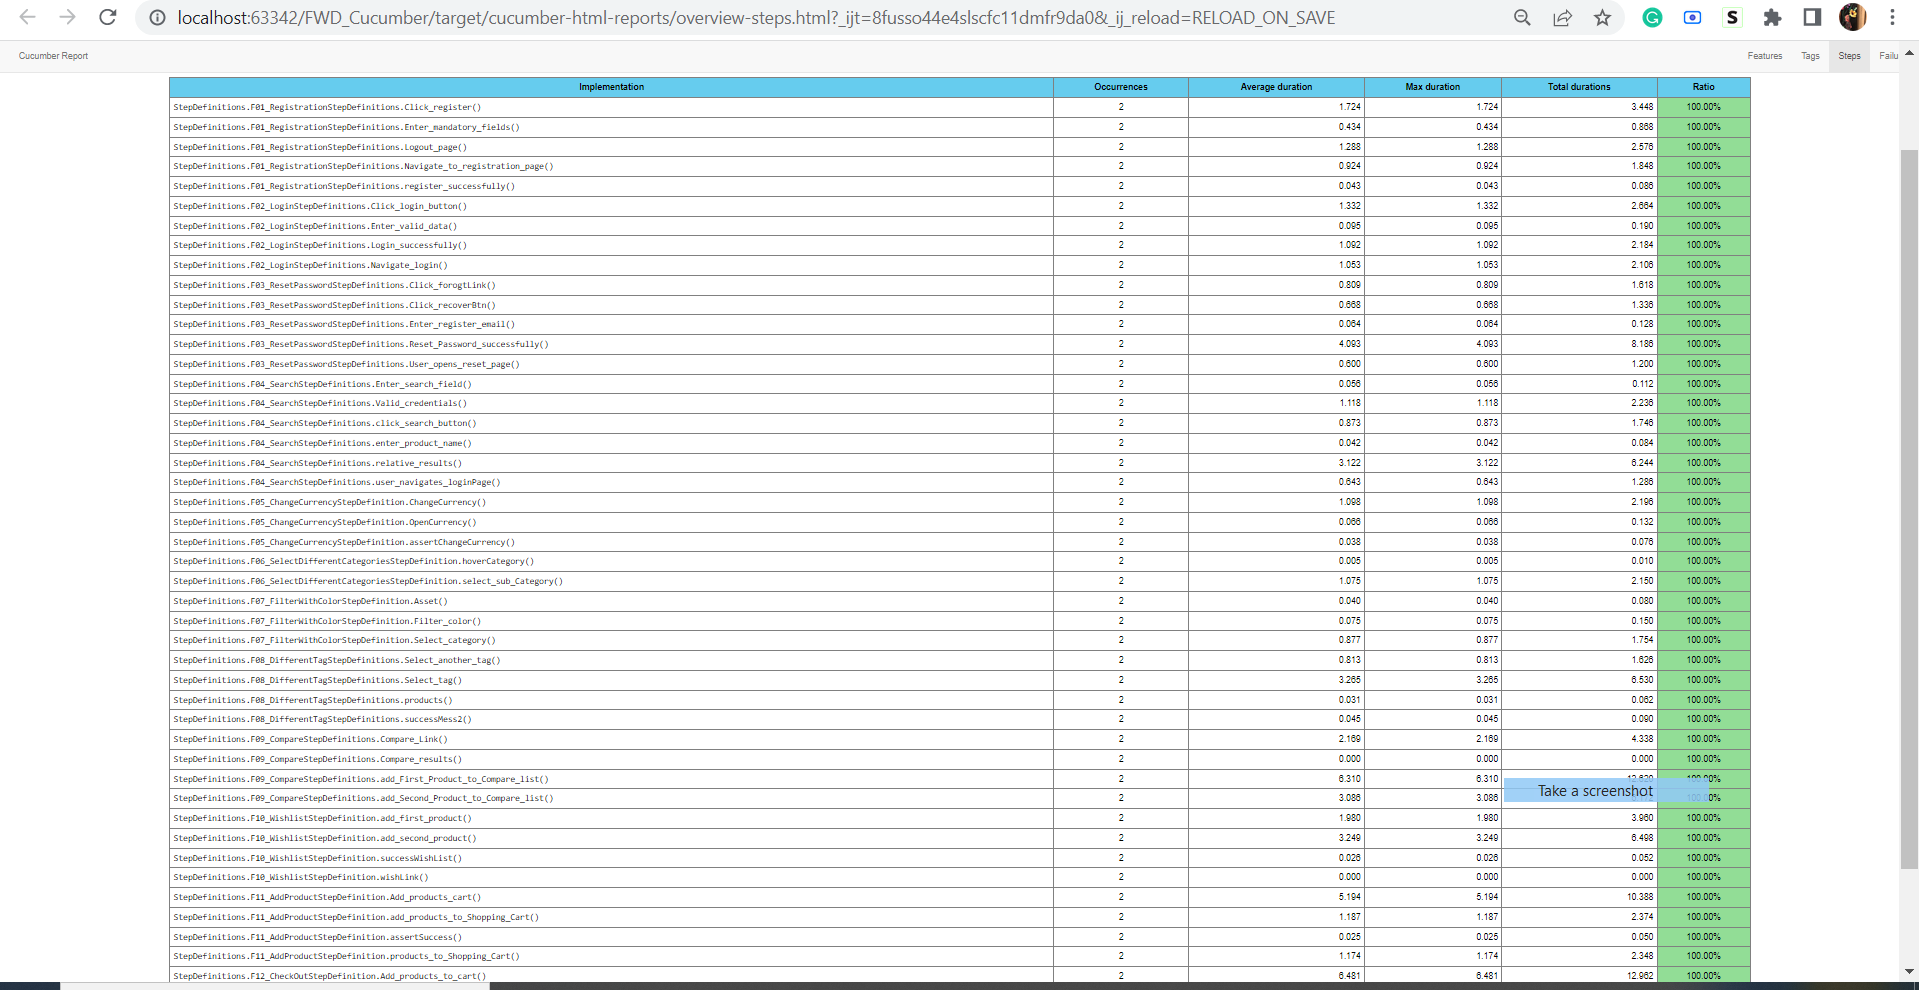 localhost:63342/FWD_Cucumber/target/cucumber-html-reports/overview-steps.html?_ijt=8fusso44e4slscfc11dmfr9da0&_ij_reload=RELOAD_ON_SAVE
Cucumber Report Features Tags Steps Failu
Implementation Occurrences Average duration Max duration Total durations Ratio
StepDefinitions.F01_RegistrationStepDefinitions.Click_register() 2 1.724 1.724 3.448 100.00%
StepDefinitions.F01_RegistrationStepDefinitions.Enter_mandatory_fields() 2 0.434 0.434 0.868 100.00%
StepDefinitions.F01_RegistrationStepDefinitions.Logout_page() 2 1.288 1.288 2.576 100.00%
StepDefinitions.F01_RegistrationStepDefinitions.Navigate_to_registration_page() 2 0.924 0.924 1.848 100.00%
StepDefinitions.F01_RegistrationStepDefinitions.register_successfully() 2 0.043 0.043 0.086 100.00%
StepDefinitions.F02_LoginStepDefinitions.Click_login_button() 2 1.332 1.332 2.664 100.00%
StepDefinitions.F02_LoginStepDefinitions.Enter_valid_data() 2 0.095 0.095 0.190 100.00%
StepDefinitions.F02_LoginStepDefinitions.Login_successfully() 2 1.092 1.092 2.184 100.00%
StepDefinitions.F02_LoginStepDefinitions.Navigate_login() 2 1.053 1.053 2.106 100.00%
StepDefinitions.F03_ResetPasswordStepDefinitions.Click_forogtLink() 2 0.809 0.809 1.618 100.00%
StepDefinitions.F03_ResetPasswordStepDefinitions.Click_recoverBtn() 2 0.668 0.668 1.336 100.00%
StepDefinitions.F03_ResetPasswordStepDefinitions.Enter_register_email() 2 0.064 0.064 0.128 100.00%
StepDefinitions.F03_ResetPasswordStepDefinitions.Reset_Password_successfully() 2 4.093 4.093 8.186 100.00%
StepDefinitions.F03_ResetPasswordStepDefinitions.User_opens_reset_page() 2 0.600 0.600 1.200 100.00%
StepDefinitions.F04_SearchStepDefinitions.Enter_search_field() 2 0.056 0.056 0.112 100.00%
StepDefinitions.F04_SearchStepDefinitions.Valid_credentials() 2 1.118 1.118 2.236 100.00%
StepDefinitions.F04_SearchStepDefinitions.click_search_button() 2 0.873 0.873 1.746 100.00%
StepDefinitions.F04_SearchStepDefinitions.enter_product_name() 2 0.042 0.042 0.084 100.00%
StepDefinitions.F04_SearchStepDefinitions.relative_results() 2 3.122 3.122 6.244 100.00%
StepDefinitions.F04_SearchStepDefinitions.user_navigates_loginPage() 2 0.643 0.643 1.286 100.00%
StepDefinitions.F05_ChangeCurrencyStepDefinition.ChangeCurrency() 2 1.098 1.098 2.196 100.00%
StepDefinitions.F05_ChangeCurrencyStepDefinition.OpenCurrency() 2 0.066 0.066 0.132 100.00%
StepDefinitions.F05_ChangeCurrencyStepDefinition.assertChangeCurrency() 2 0.038 0.038 0.076 100.00%
StepDefinitions.F06_SelectDifferentCategoriesStepDefinition.hoverCategory() 2 0.005 0.005 0.010 100.00%
StepDefinitions.F06_SelectDifferentCategoriesStepDefinition.select_sub_Category() 2 1.075 1.075 2.150 100.00%
StepDefinitions.F07_FilterWithColorStepDefinition.Asset() 2 0.040 0.040 0.080 100.00%
StepDefinitions.F07_FilterWithColorStepDefinition.Filter_color() 2 0.075 0.075 0.150 100.00%
StepDefinitions.F07_FilterWithColorStepDefinition.Select_category() 2 0.877 0.877 1.754 100.00%
StepDefinitions.F08_DifferentTagStepDefinitions.Select_another_tag() 2 0.813 0.813 1.626 100.00%
StepDefinitions.F08_DifferentTagStepDefinitions.Select_tag() 2 3.265 3.265 6.530 100.00%
StepDefinitions.F08_DifferentTagStepDefinitions.products() 2 0.031 0.031 0.062 100.00%
StepDefinitions.F08_DifferentTagStepDefinitions.successMess2() 2 0.045 0.045 0.090 100.00%
StepDefinitions.F09_CompareStepDefinitions.Compare_Link() 2 2.169 2.169 4.338 100.00%
StepDefinitions.F09_CompareStepDefinitions.Compare_results() 2 0.000 0.000 0.000 100.00%
StepDefinitions.F09_CompareStepDefinitions.add_First_Product_to_Compare_list() 2 6.310 6.310 12.620 100.00%
Take a screenshot
StepDefinitions.F09_CompareStepDefinitions.add_Second_Product_to_Compare_list() 2 3.086 3.086 100.00%
StepDefinitions.F10_WishlistStepDefinition.add_first_product() 2 1.980 1.980 3.960 100.00%
StepDefinitions.F10_WishlistStepDefinition.add_second_product() 2 3.249 3.249 6.498 100.00%
StepDefinitions.F10_WishlistStepDefinition.successWishList() 2 0.026 0.026 0.052 100.00%
StepDefinitions.F10_WishlistStepDefinition.wishLink() 2 0.000 0.000 0.000 100.00%
StepDefinitions.F11_AddProductStepDefinition.Add_products_cart() 2 5.194 5.194 10.388 100.00%
StepDefinitions.F11_AddProductStepDefinition.add_products_to_Shopping_Cart() 2 1.187 1.187 2.374 100.00%
StepDefinitions.F11_AddProductStepDefinition.assertSuccess() 2 0.025 0.025 0.050 100.00%
StepDefinitions.F11_AddProductStepDefinition.products_to_Shopping_Cart() 2 1.174 1.174 2.348 100.00%
StepDefinitions.F12_CheckOutStepDefinition.Add_products_to_cart() 2 6.481 6.481 12.962 100.00%